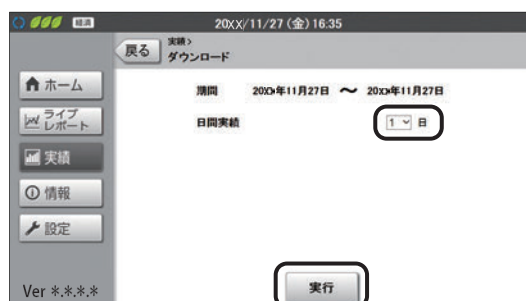 経済
20XX/11/27 (金) 16:35
戻る
実績>
ダウンロード
ホーム
ライブ
レポート
実績
情報
設定
Ver *.*.*.*
期間 20XX年11月27日 ～ 20XX年11月27日
日間実績 1 日
実行